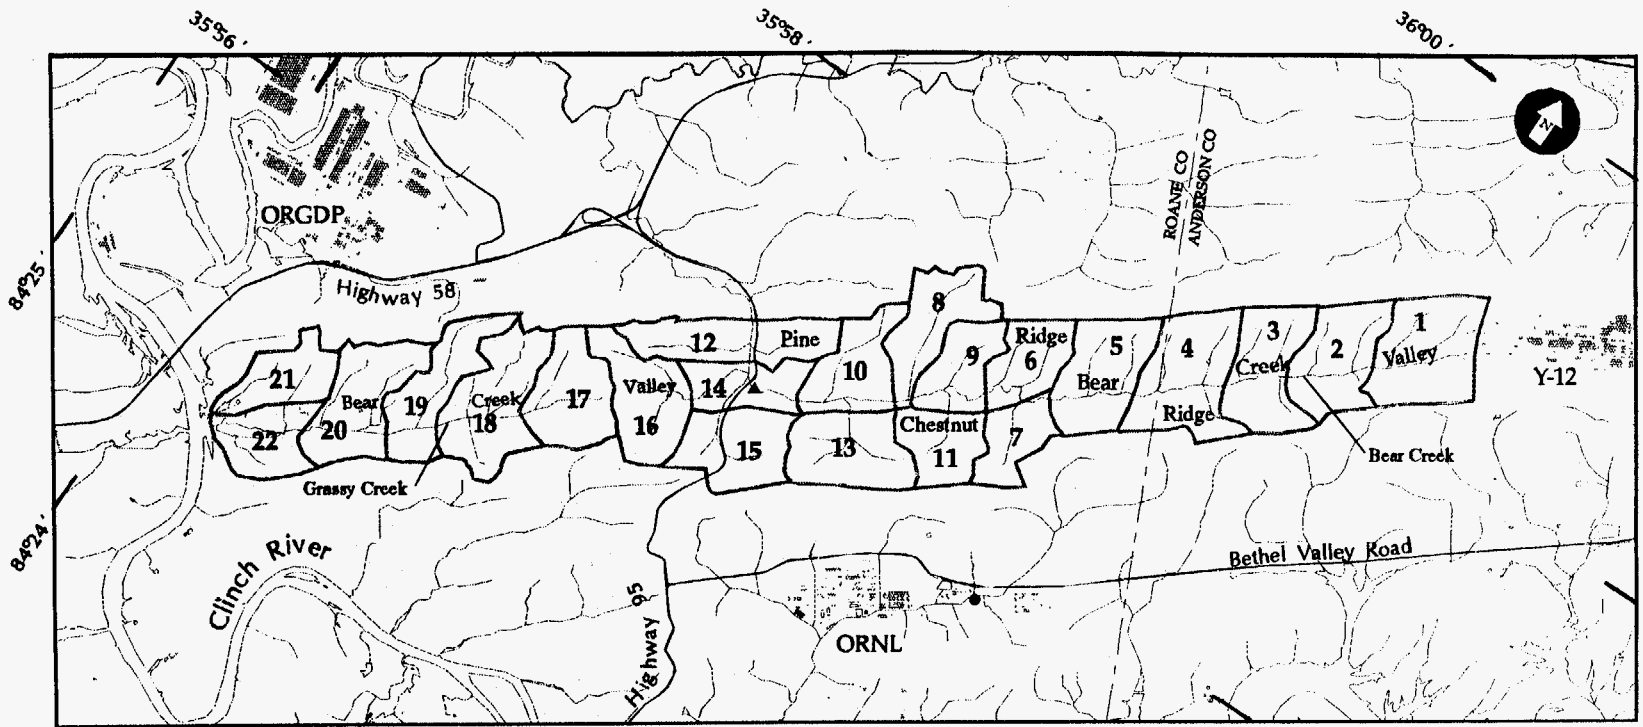 35°56'
35°58'
36°00'
84°25'
84°24'
N
ROANE CO
ANDERSON CO
ORGDP
Highway 58
Y-12
1
2
3
4
5
6
7
8
9
10
11
12
13
14
15
16
17
18
19
20
21
22
Pine
Ridge
Bear
Creek
Valley
Bear
Creek
Valley
Chestnut
Ridge
Grassy Creek
Bear Creek
Clinch River
Highway 95
Bethel Valley Road
ORNL